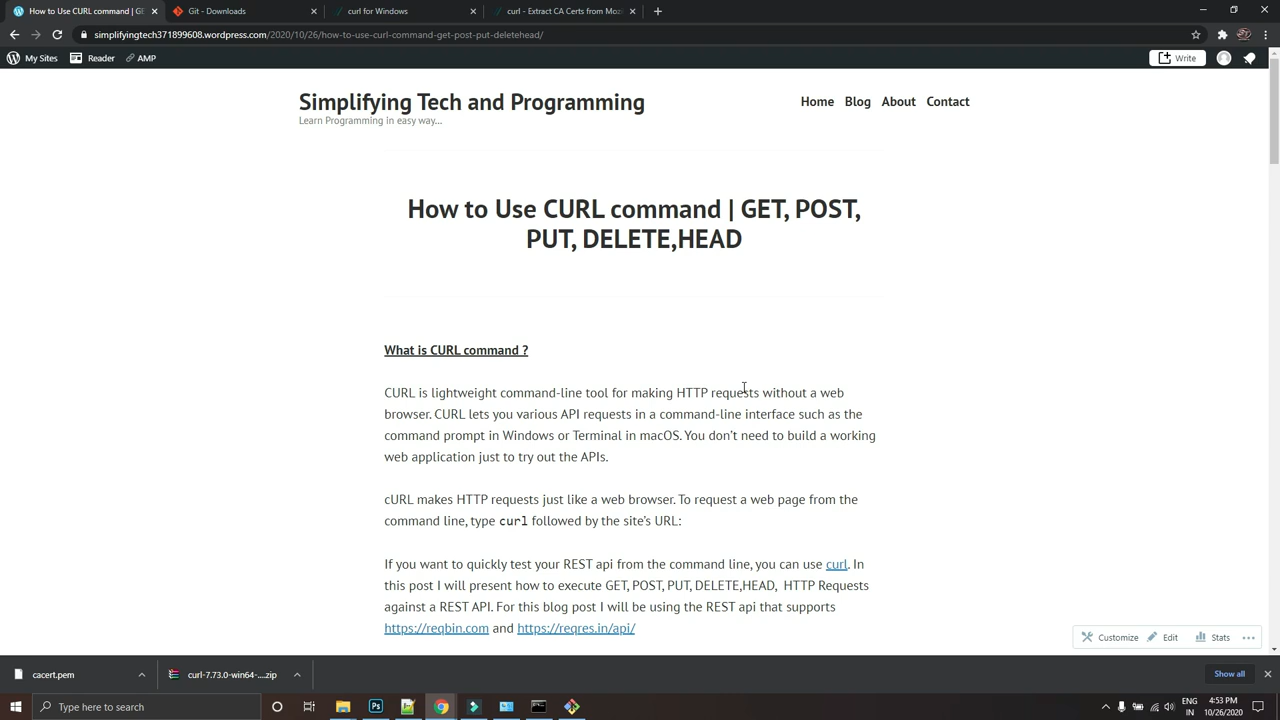 How To Use CURL command | GE
Git - Downloads
curl for Windows
curl - Extract CA Certs from Moz
simplifyingtech371899608.wordpress.com/2020/10/26/how-to-use-curl-command-get-post-put-deletehead/
My Sites
Reader
AMP
Write
Simplifying Tech and Programming
Learn Programming in easy way...
Home
Blog
About
Contact
How to Use CURL command | GET, POST,
PUT, DELETE,HEAD
What is CURL command ?
CURL is lightweight command-line tool for making HTTP requests without a web
browser. CURL lets you various API requests in a command-line interface such as the
command prompt in Windows or Terminal in macOS. You don't need to build a working
web application just to try out the APIs.
cURL makes HTTP requests just like a web browser. To request a web page from the
command line, type curl followed by the site's URL:
If you want to quickly test your REST api from the command line, you can use curl. In
this post I will present how to execute GET, POST, PUT, DELETE,HEAD, HTTP Requests
against a REST API. For this blog post I will be using the REST api that supports
https://reqbin.com and https://reqres.in/api/
Customize
Edit
Stats
cacert.pem
curl-7.73.0-win64-....zip
Show all
Type here to search
Ps
ENG
IN
4:53 PM
10/26/2020